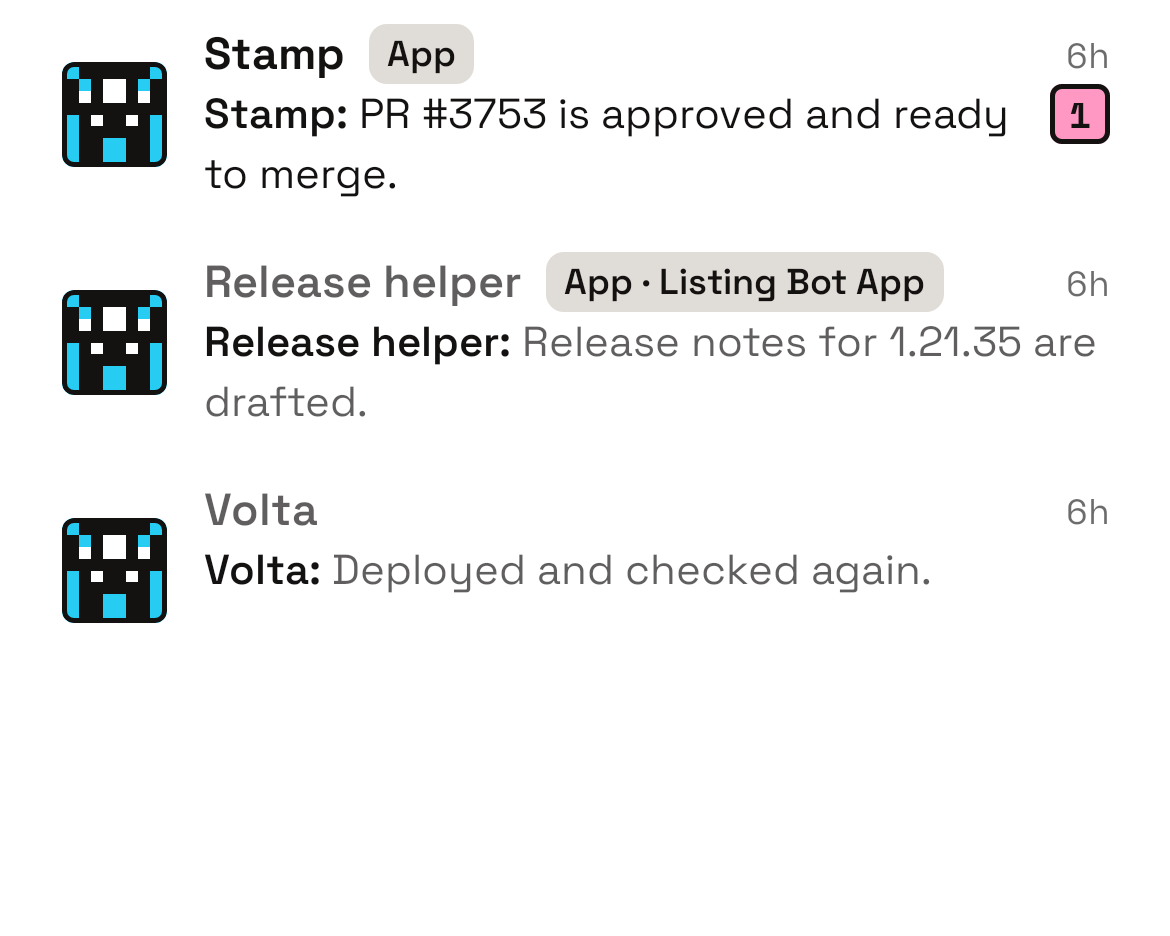 Stamp App 6h
Stamp: PR #3753 is approved and ready 1
to merge.
Release helper App · Listing Bot App 6h
Release helper: Release notes for 1.21.35 are
drafted.
Volta 6h
Volta: Deployed and checked again.